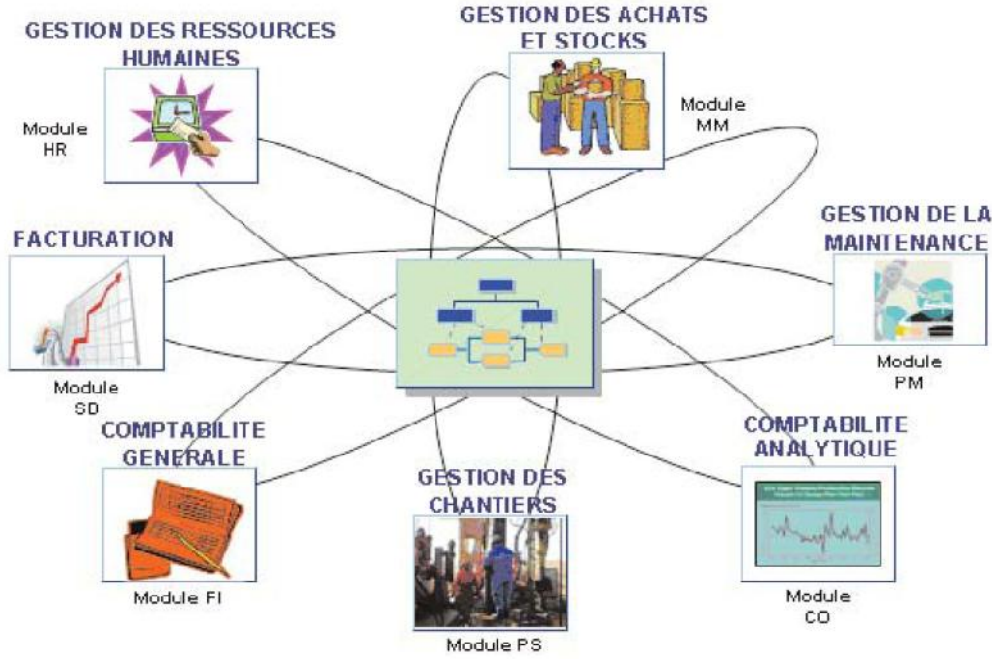 GESTION DES RESSOURCES
HUMAINES
Module
HR
GESTION DES ACHATS
ET STOCKS
Module
MM
FACTURATION
Module
SD
GESTION DE LA
MAINTENANCE
Module
PM
COMPTABILITE
GENERALE
Module FI
GESTION DES
CHANTIERS
Module PS
COMPTABILITE
ANALYTIQUE
Module
CO